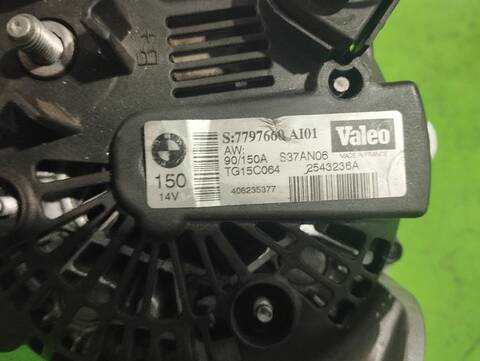 B+
S:7797660 AI01
Valeo
AW:
MADE IN FRANCE
90/150A S37AN06
150 TG15C064 2543236A
14V 406235377